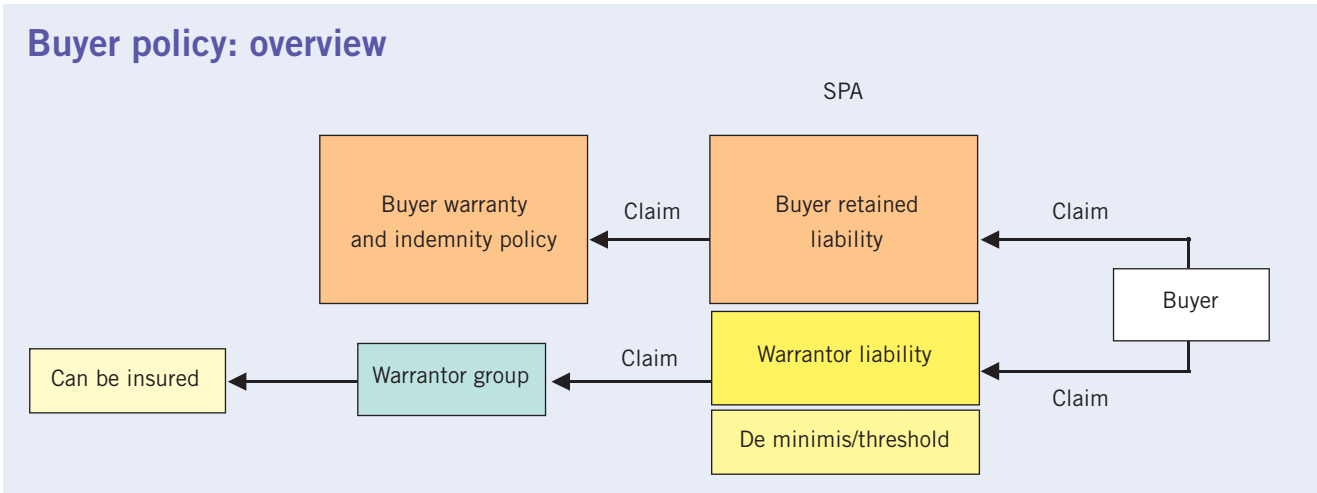 Buyer policy: overview
SPA
Buyer warranty
and indemnity policy
Claim
Buyer retained
liability
Claim
Buyer
Can be insured
Warrantor group
Claim
Warrantor liability
Claim
De minimis/threshold